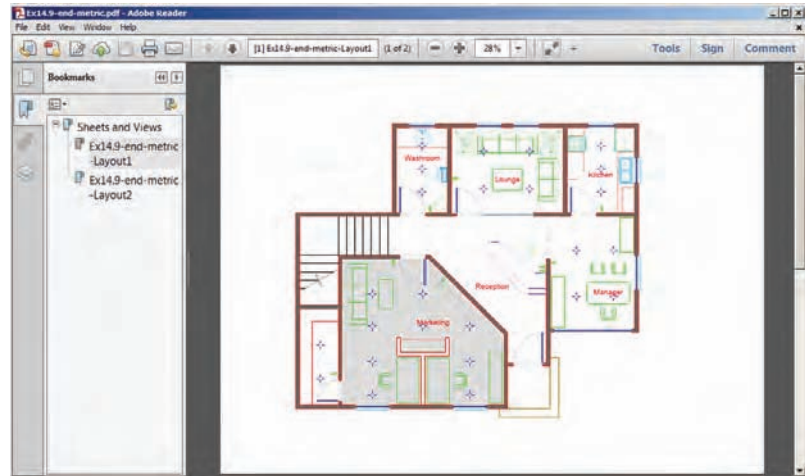 Ex14.9-end-metric.pdf - Adobe Reader
File Edit View Window Help
[1] Ex14.9-end-metric-Layout1 (1 of 2) 28% Tools Sign Comment
Bookmarks
Sheets and Views
Ex14.9-end-metric
-Layout1
Ex14.9-end-metric
-Layout2
Washroom
Lounge
Kitchen
Reception
Manager
Marketing